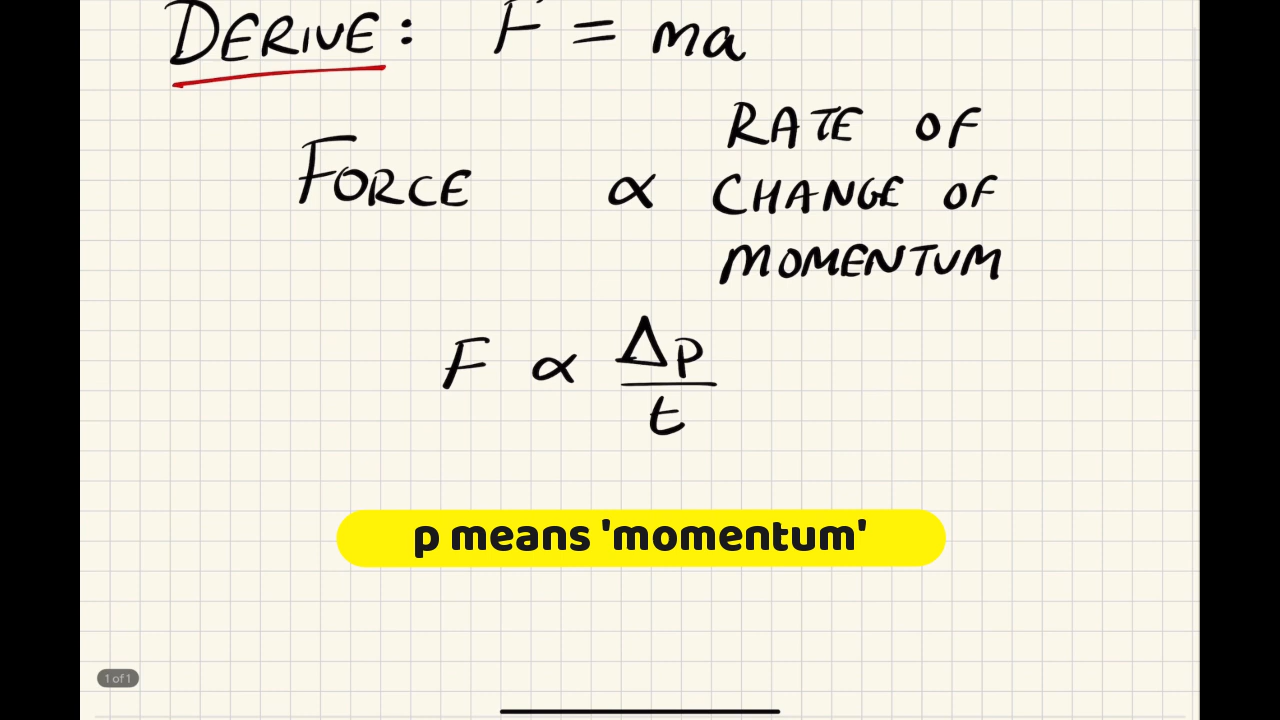 DERIVE: F = ma
RATE OF
FORCE ∝ CHANGE OF
MOMENTUM
F ∝ Δp
t
p means 'momentum'
1 of 1